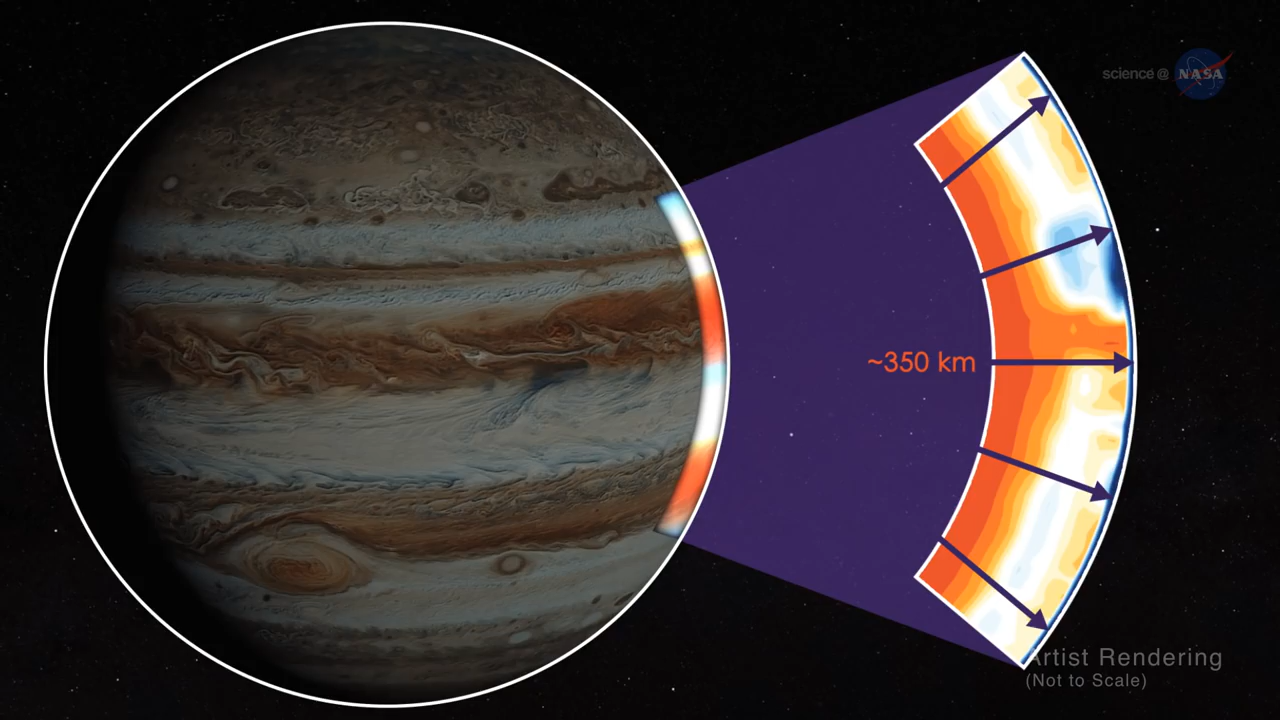 science @ NASA
~350 km
Artist Rendering
(Not to Scale)